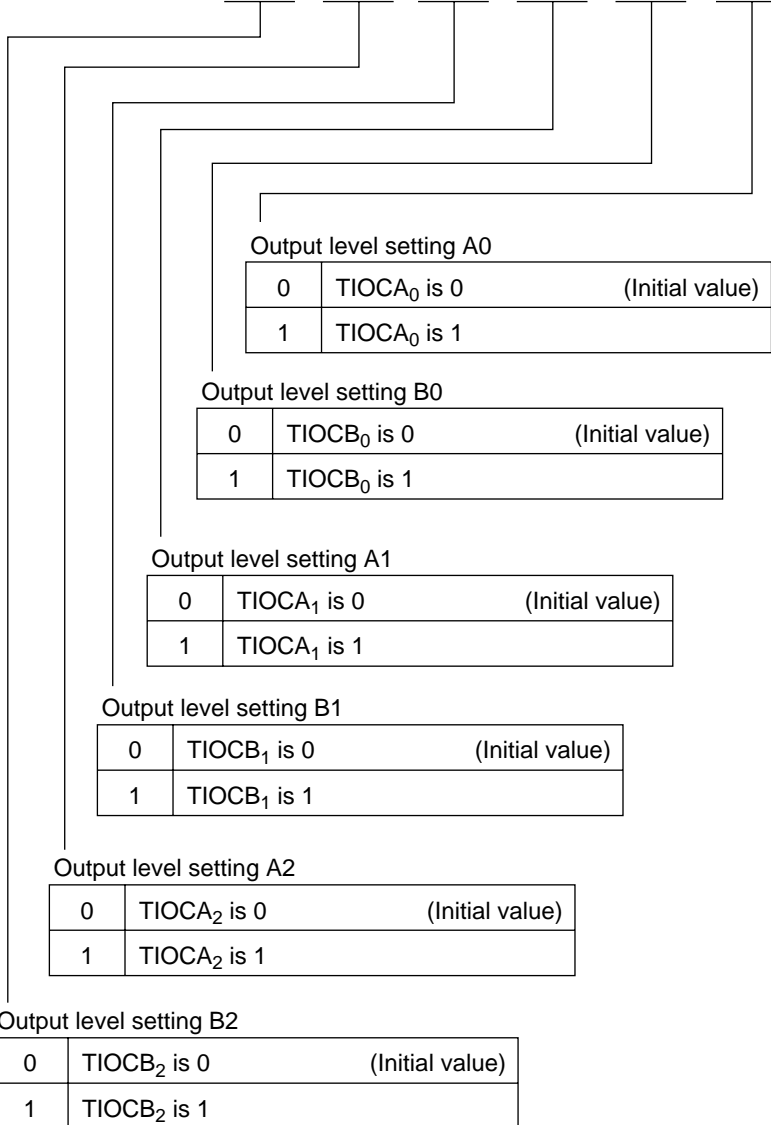 Output level setting A0
0 TIOCA₀ is 0 (Initial value)
1 TIOCA₀ is 1
Output level setting B0
0 TIOCB₀ is 0 (Initial value)
1 TIOCB₀ is 1
Output level setting A1
0 TIOCA₁ is 0 (Initial value)
1 TIOCA₁ is 1
Output level setting B1
0 TIOCB₁ is 0 (Initial value)
1 TIOCB₁ is 1
Output level setting A2
0 TIOCA₂ is 0 (Initial value)
1 TIOCA₂ is 1
Output level setting B2
0 TIOCB₂ is 0 (Initial value)
1 TIOCB₂ is 1